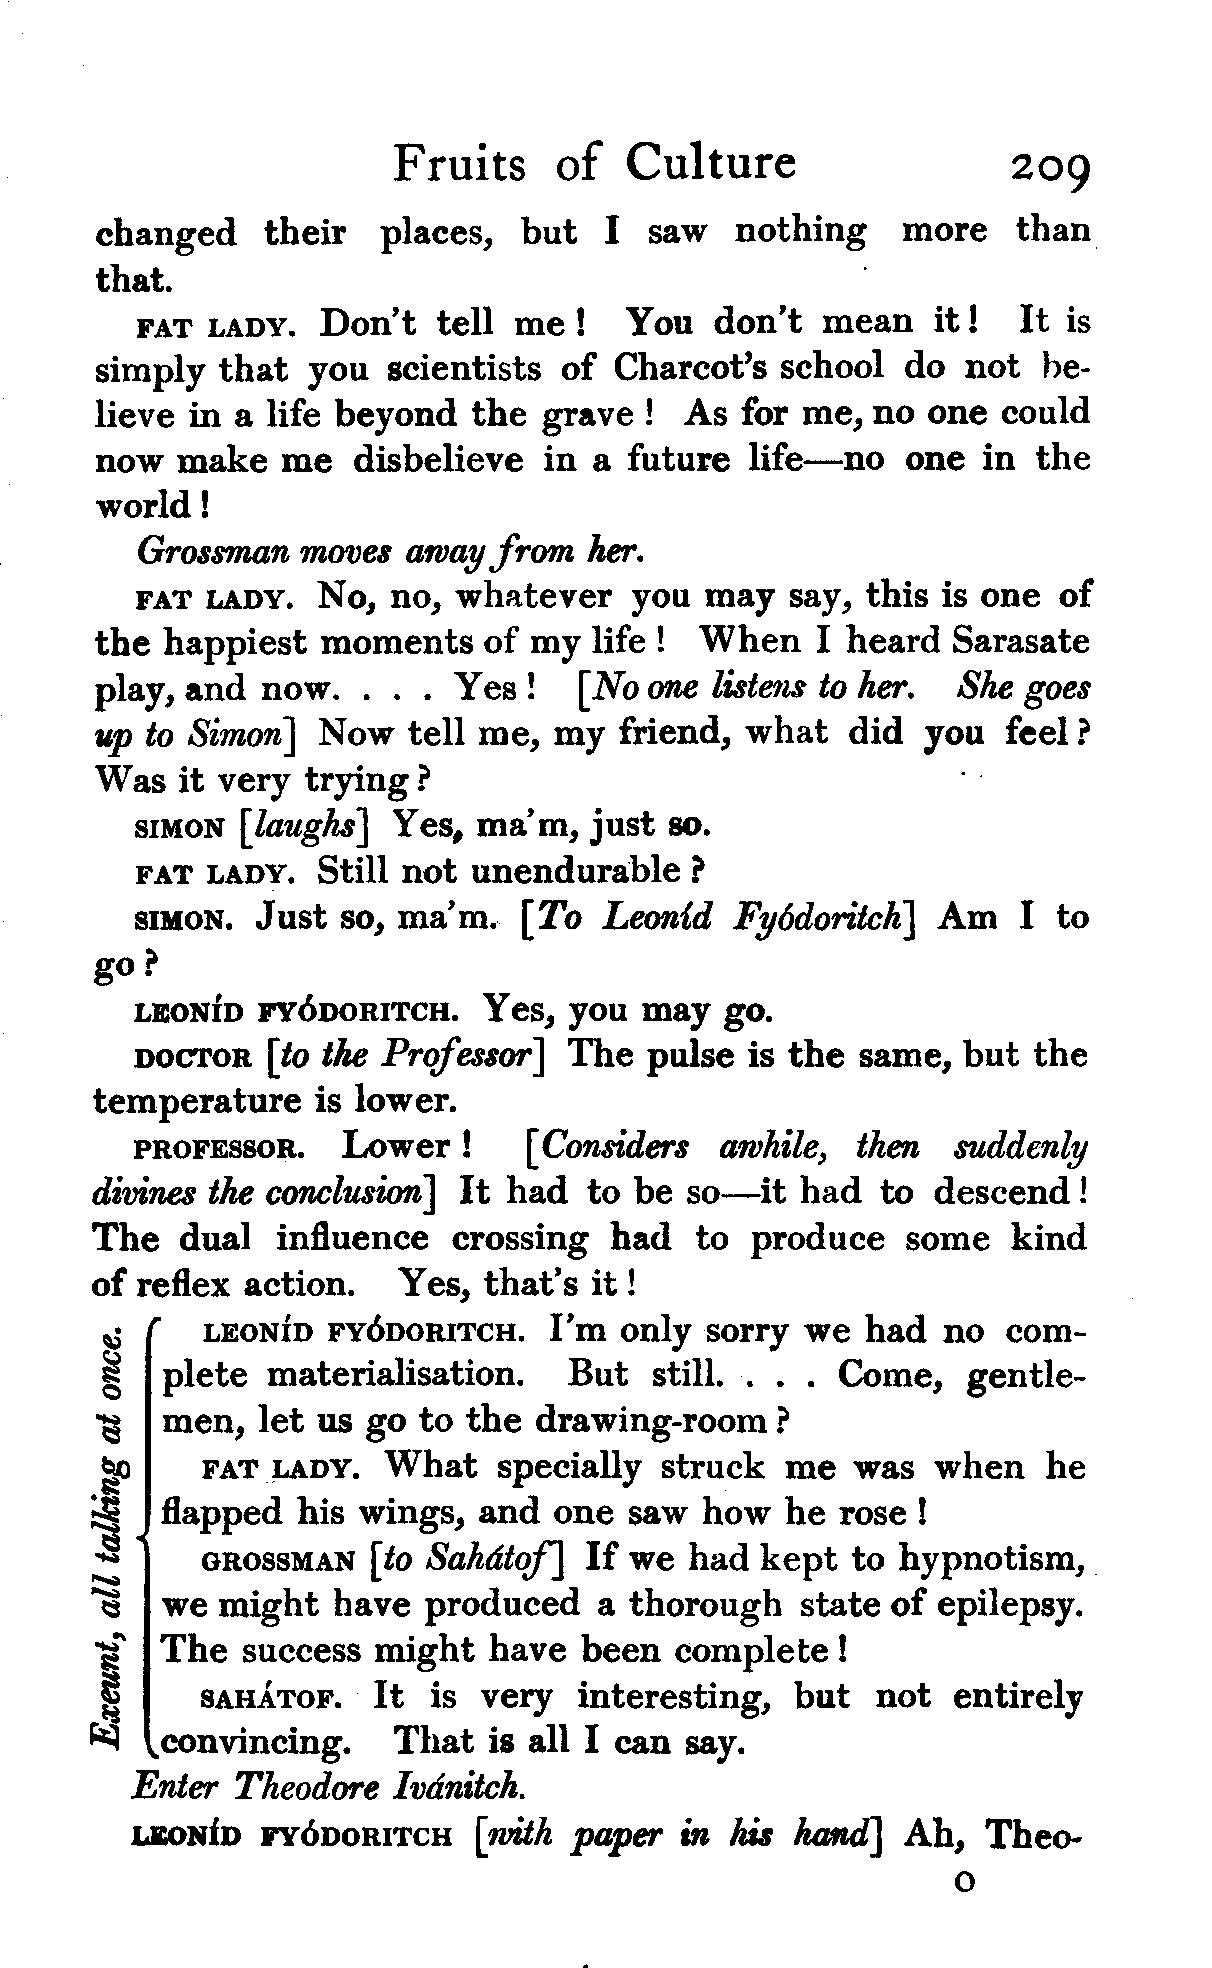 Fruits of Culture 209
changed their places, but I saw nothing more than
that.
FAT LADY. Don't tell me! You don't mean it! It is
simply that you scientists of Charcot's school do not be-
lieve in a life beyond the grave! As for me, no one could
now make me disbelieve in a future life—no one in the
world!
Grossman moves away from her.
FAT LADY. No, no, whatever you may say, this is one of
the happiest moments of my life! When I heard Sarasate
play, and now. . . . Yes! [No one listens to her. She goes
up to Simon] Now tell me, my friend, what did you feel?
Was it very trying?
SIMON [laughs] Yes, ma'm, just so.
FAT LADY. Still not unendurable?
SIMON. Just so, ma'm. [To Leoníd Fyódoritch] Am I to
go?
LEONÍD FYÓDORITCH. Yes, you may go.
DOCTOR [to the Professor] The pulse is the same, but the
temperature is lower.
PROFESSOR. Lower! [Considers awhile, then suddenly
divines the conclusion] It had to be so—it had to descend!
The dual influence crossing had to produce some kind
of reflex action. Yes, that's it!
Exeunt, all talking at once.
LEONÍD FYÓDORITCH. I'm only sorry we had no com-
plete materialisation. But still. . . . Come, gentle-
men, let us go to the drawing-room?
FAT LADY. What specially struck me was when he
flapped his wings, and one saw how he rose!
GROSSMAN [to Sahátof] If we had kept to hypnotism,
we might have produced a thorough state of epilepsy.
The success might have been complete!
SAHÁTOF. It is very interesting, but not entirely
convincing. That is all I can say.
Enter Theodore Ivánitch.
LEONÍD FYÓDORITCH [with paper in his hand] Ah, Theo-
O